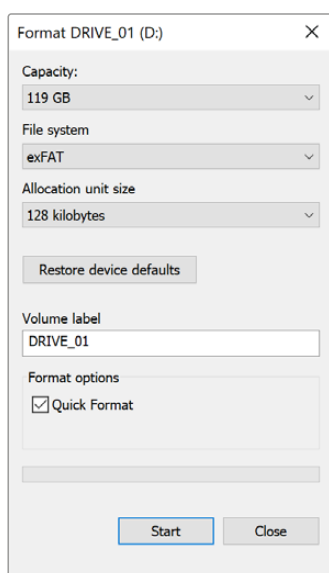 Format DRIVE_01 (D:)
Capacity:
119 GB
File system
exFAT
Allocation unit size
128 kilobytes
Restore device defaults
Volume label
DRIVE_01
Format options
Quick Format
Start Close